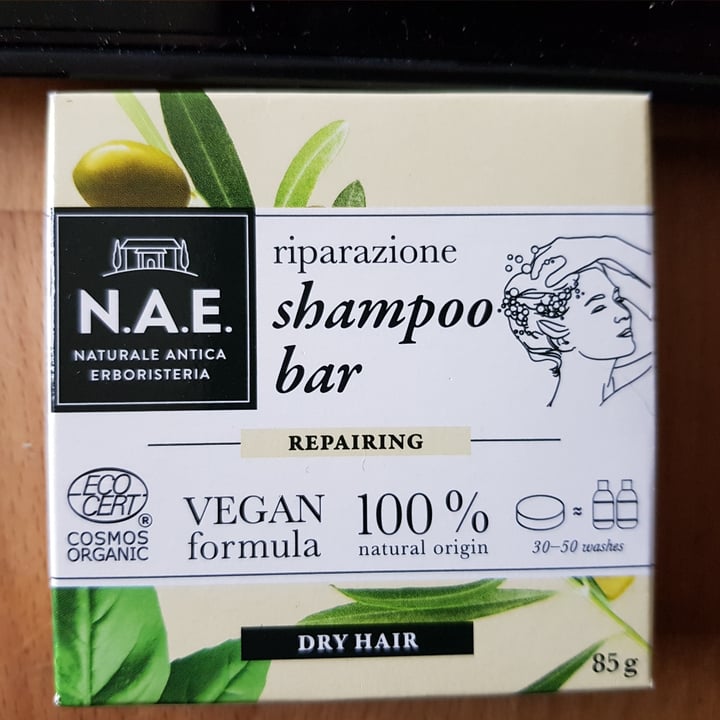 N.A.E.
NATURALE ANTICA
ERBORISTERIA
riparazione
shampoo
bar
REPAIRING
ECO
CERT
®
COSMOS
ORGANIC
VEGAN
formula
100 %
natural origin
≈
30–50 washes
DRY HAIR
85 g